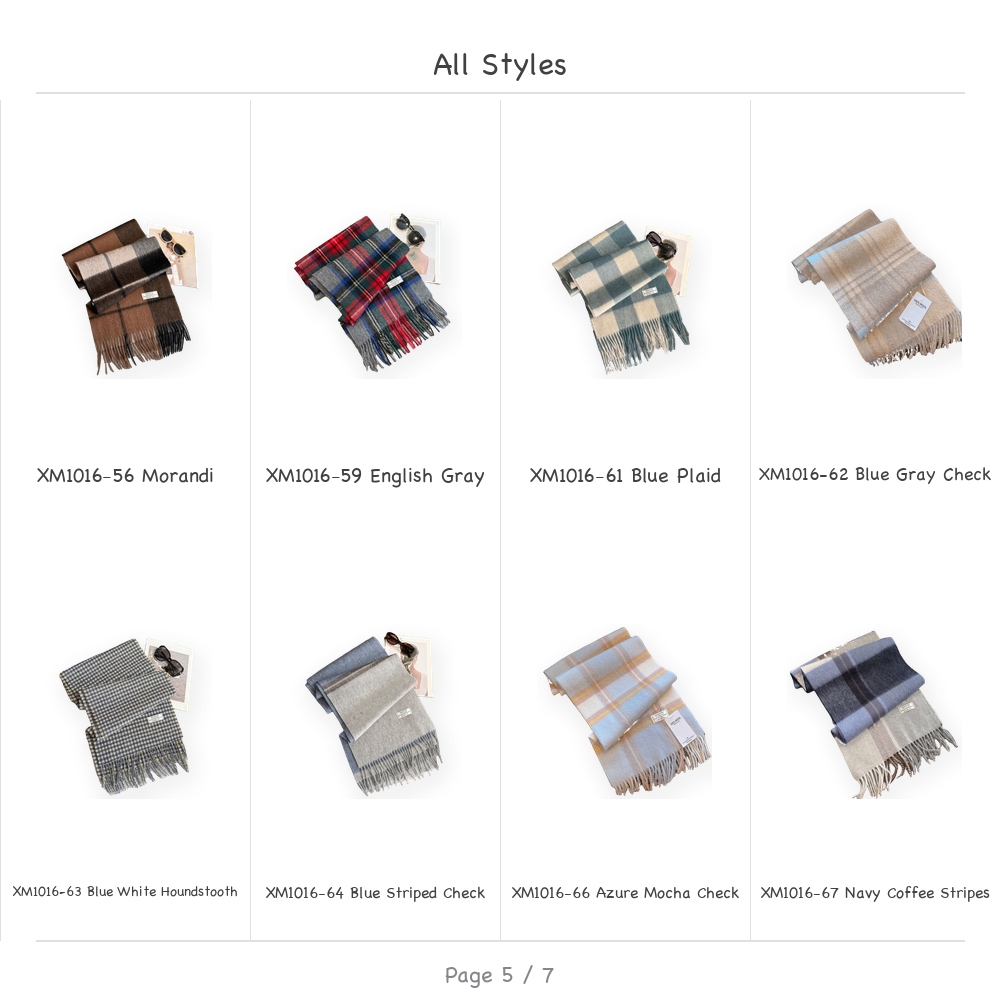 All Styles
XM1016-56 Morandi
XM1016-59 English Gray
XM1016-61 Blue Plaid
XM1016-62 Blue Gray Check
XM1016-63 Blue White Houndstooth
XM1016-64 Blue Striped Check
XM1016-66 Azure Mocha Check
XM1016-67 Navy Coffee Stripes
Page 5 / 7